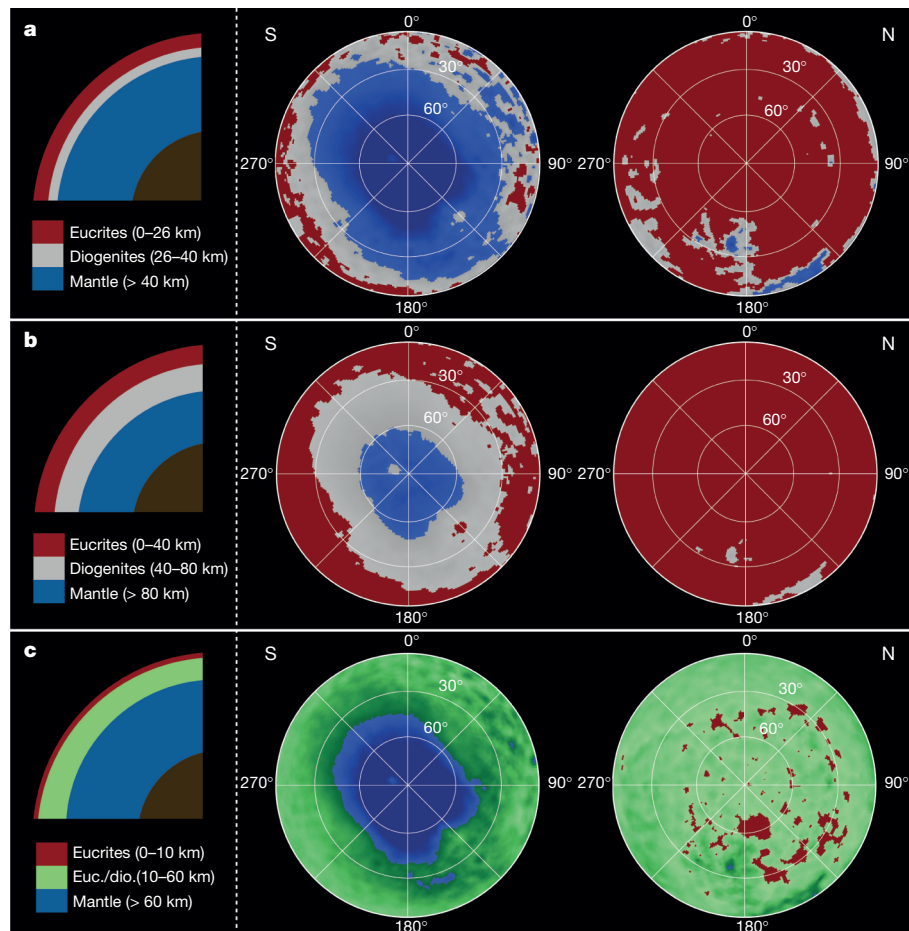 a
S
0°
N
0°
30°
60°
30°
60°
270°
90°
270°
90°
180°
180°
Eucrites (0–26 km)
Diogenites (26–40 km)
Mantle (> 40 km)
b
S
0°
N
0°
30°
60°
30°
60°
270°
90°
270°
90°
180°
180°
Eucrites (0–40 km)
Diogenites (40–80 km)
Mantle (> 80 km)
c
S
0°
N
0°
30°
60°
30°
60°
270°
90°
270°
90°
180°
180°
Eucrites (0–10 km)
Euc./dio.(10–60 km)
Mantle (> 60 km)